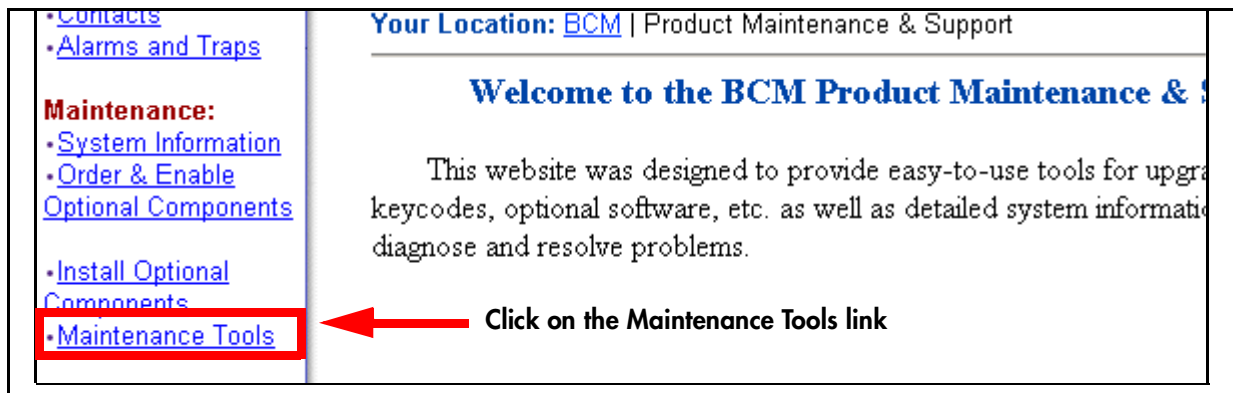 •Contacts
•Alarms and Traps
Maintenance:
•System Information
•Order & Enable
Optional Components
•Install Optional
Components
•Maintenance Tools
Your Location: BCM | Product Maintenance & Support
Welcome to the BCM Product Maintenance &
This website was designed to provide easy-to-use tools for upgra
keycodes, optional software, etc. as well as detailed system informatio
diagnose and resolve problems.
Click on the Maintenance Tools link